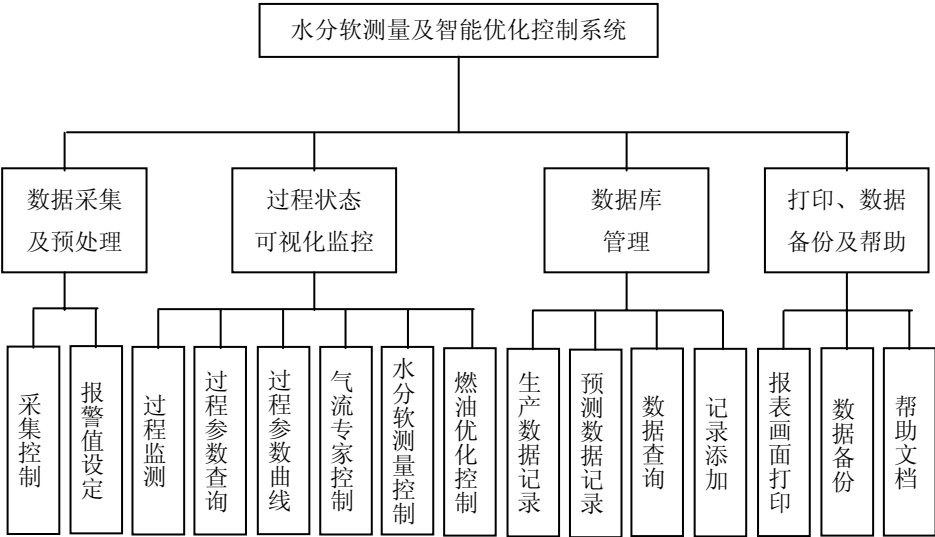 水分软测量及智能优化控制系统
数据采集
及预处理
过程状态
可视化监控
数据库
管理
打印、数据
备份及帮助
采集控制
报警值设定
过程监测
过程参数查询
过程参数曲线
气流专家控制
水分软测量控制
燃油优化控制
生产数据记录
预测数据记录
数据查询
记录添加
报表画面打印
数据备份
帮助文档